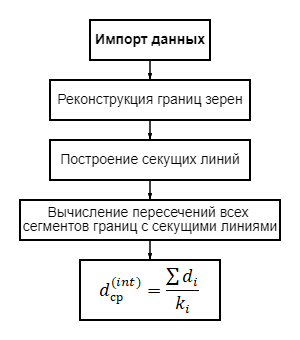 Импорт данных
Реконструкция границ зерен
Построение секущих линий
Вычисление пересечений всех
сегментов границ с секущими линиями
d_ср^(int) = ∑ d_i / k_i